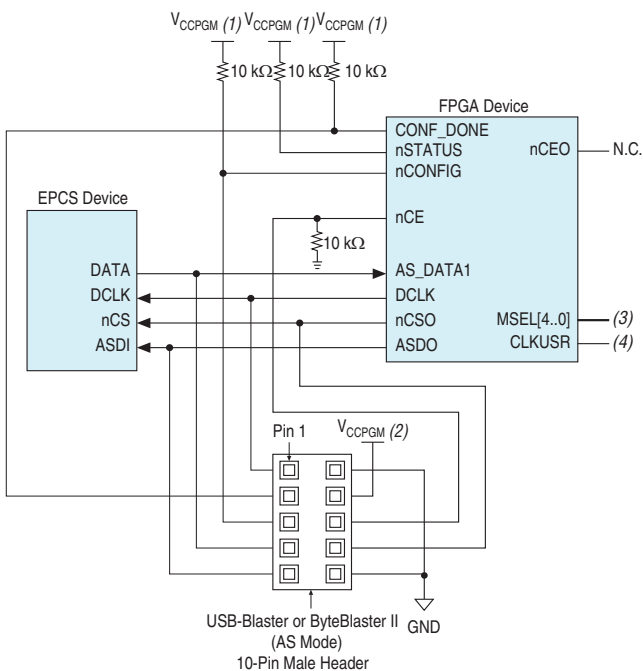 VCCPGM (1) VCCPGM (1) VCCPGM (1)
10 kΩ 10 kΩ 10 kΩ
FPGA Device
CONF_DONE
nSTATUS
nCONFIG
nCEO
N.C.
EPCS Device
nCE
10 kΩ
DATA
AS_DATA1
DCLK
DCLK
nCS
nCSO
MSEL[4..0]
(3)
ASDI
ASDO
CLKUSR
(4)
Pin 1
VCCPGM (2)
USB-Blaster or ByteBlaster II
(AS Mode)
10-Pin Male Header
GND